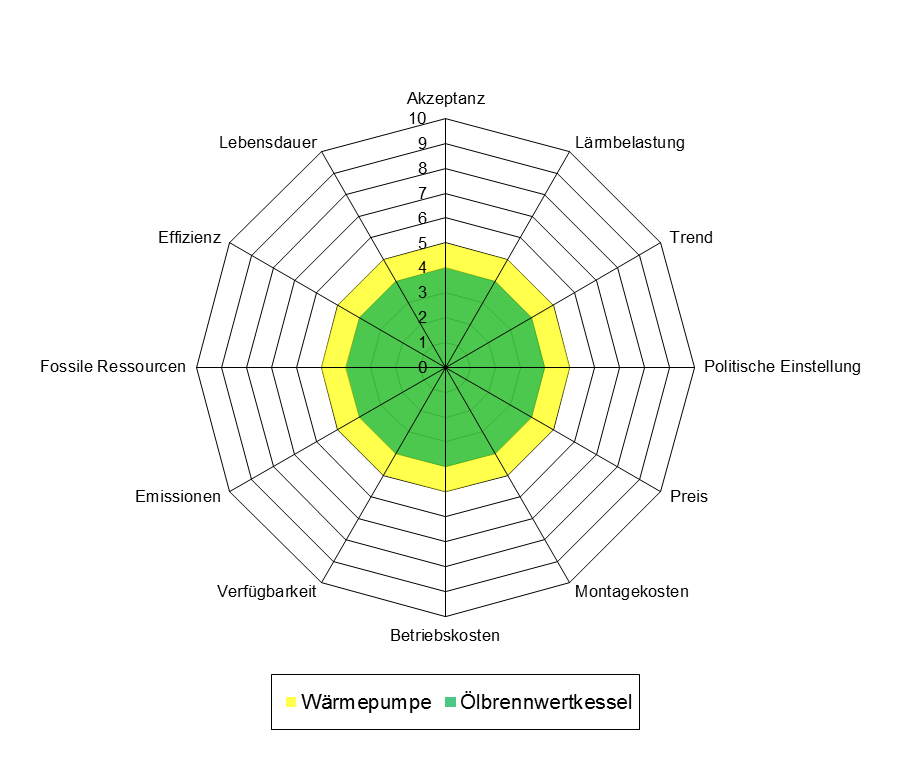 Akzeptanz
10
Lebensdauer
Lärmbelastung
9
8
7
6
Effizienz
Trend
5
4
3
2
1
Fossile Ressourcen
0
Politische Einstellung
Emissionen
Preis
Verfügbarkeit
Montagekosten
Betriebskosten
Wärmepumpe Ölbrennwertkessel